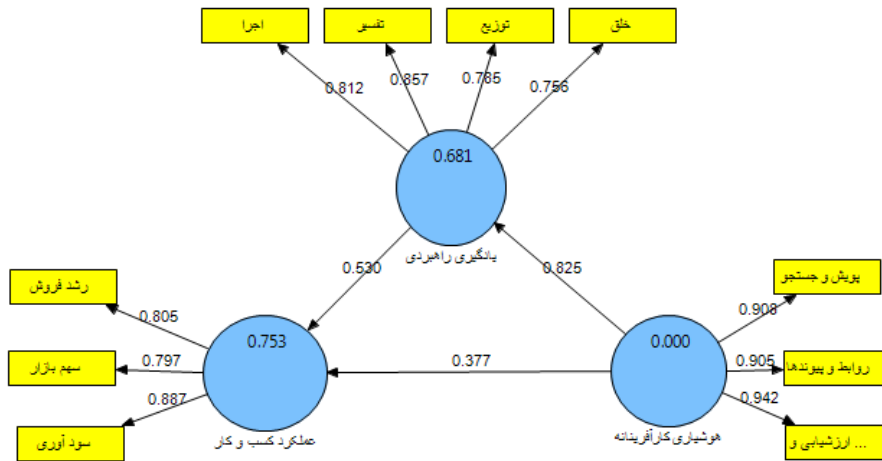 اجرا
تفسیر
توزیع
خلق
0.812
0.857
0.785
0.756
0.681
یادگیری راهبردی
0.530
0.825
رشد فروش
0.805
سهم بازار
0.797
سود آوری
0.887
0.753
عملکرد کسب و کار
0.377
0.000
هوشیاری کارآفرینانه
پویش و جستجو
0.908
روابط و پیوندها
0.905
0.942
ارزشیابی و ...